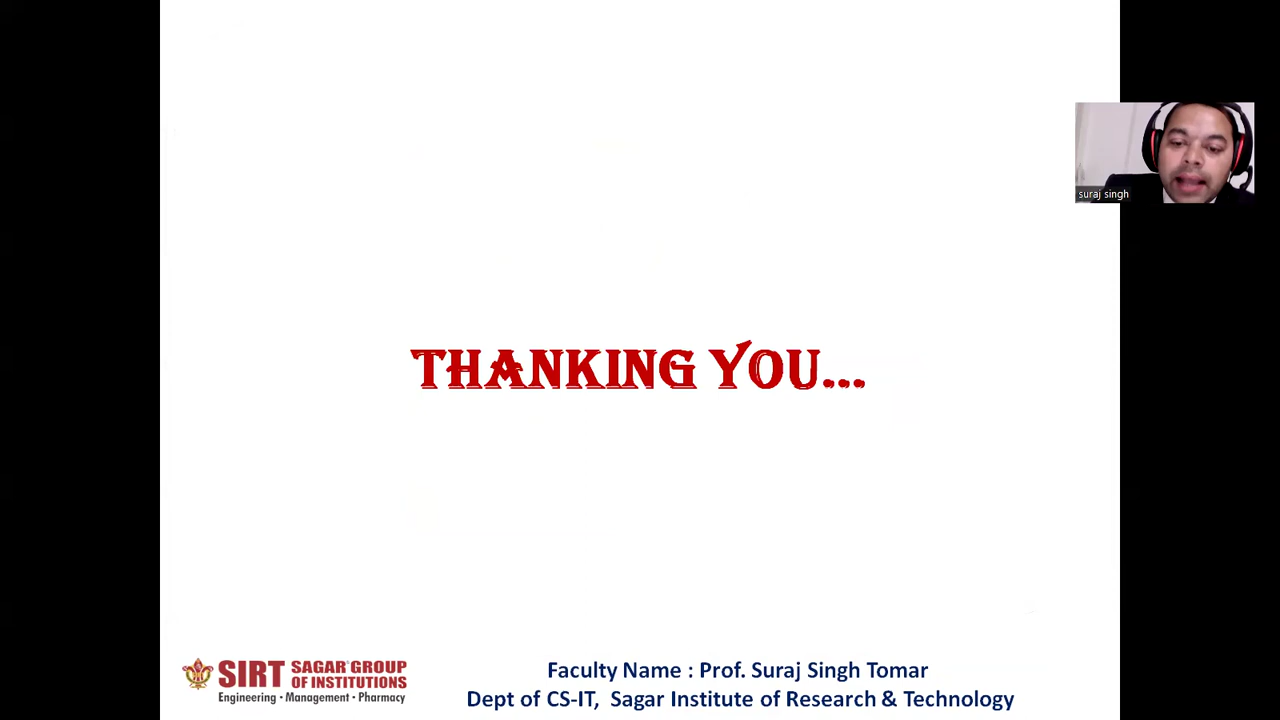 suraj singh
THANKING YOU...
SIRT SAGAR GROUP
OF INSTITUTIONS
Engineering • Management • Pharmacy
Faculty Name : Prof. Suraj Singh Tomar
Dept of CS-IT, Sagar Institute of Research & Technology